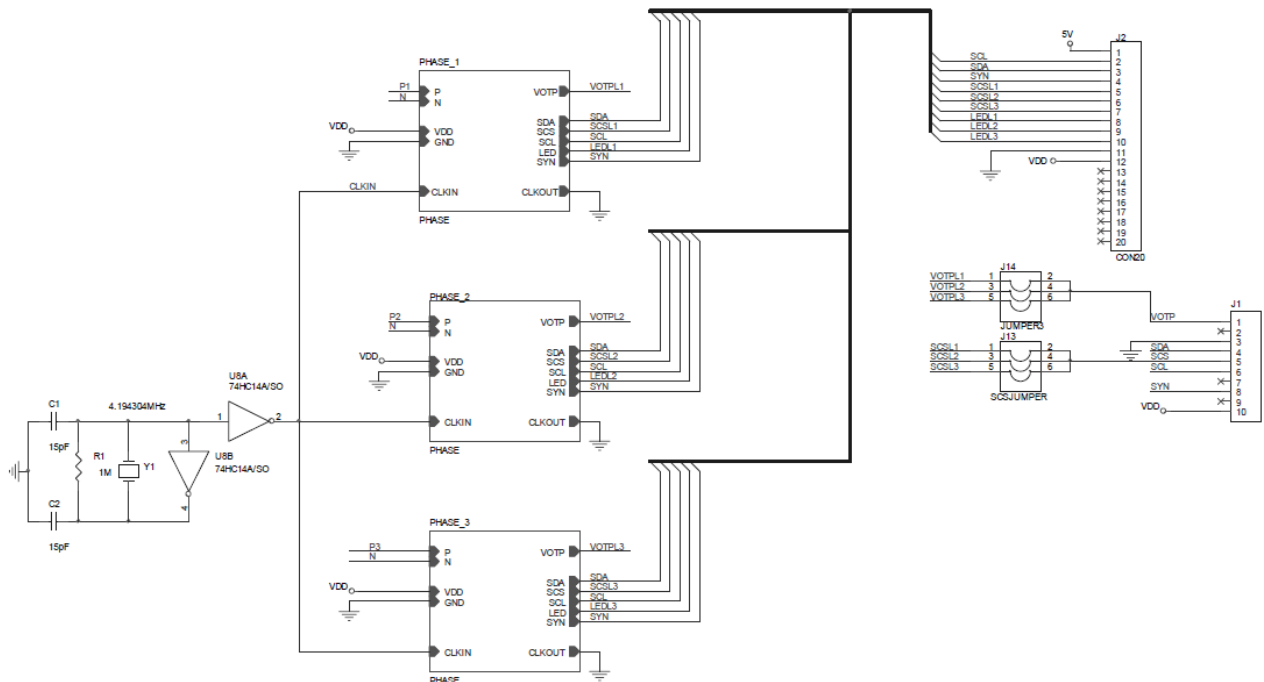 PHASE_1
P1
N
P
N
VDD
VDD
GND
CLKIN
CLKIN
VOTP
VOTPL1
SDA
SCS
SCL
LED
SYN
SDA
SCSL1
SCL
LEDL1
SYN
CLKOUT
PHASE
PHASE_2
P2
N
P
N
VDD
VDD
GND
CLKIN
VOTP
VOTPL2
SDA
SCS
SCL
LED
SYN
SDA
SCSL2
SCL
LEDL2
SYN
CLKOUT
PHASE
PHASE_3
P3
N
P
N
VDD
VDD
GND
CLKIN
VOTP
VOTPL3
SDA
SCS
SCL
LED
SYN
SDA
SCSL3
SCL
LEDL3
SYN
CLKOUT
PHASE
U8A
74HC14A/SO
1
2
C1
15pF
4.194304MHz
R1
1M
Y1
3
U8B
74HC14A/SO
4
C2
15pF
J2
5V
SCL
SDA
SYN
SCSL1
SCSL2
SCSL3
LEDL1
LEDL2
LEDL3
VDD
1
2
3
4
5
6
7
8
9
10
11
12
13
14
15
16
17
18
19
20
CON20
J14
VOTPL1 1 2
VOTPL2 3 4
VOTPL3 5 6
JUMPER3
J13
SCSL1 1 2
SCSL2 3 4
SCSL3 5 6
SCSJUMPER
J1
VOTP
SDA
SCS
SCL
SYN
VDD
1
2
3
4
5
6
7
8
9
10